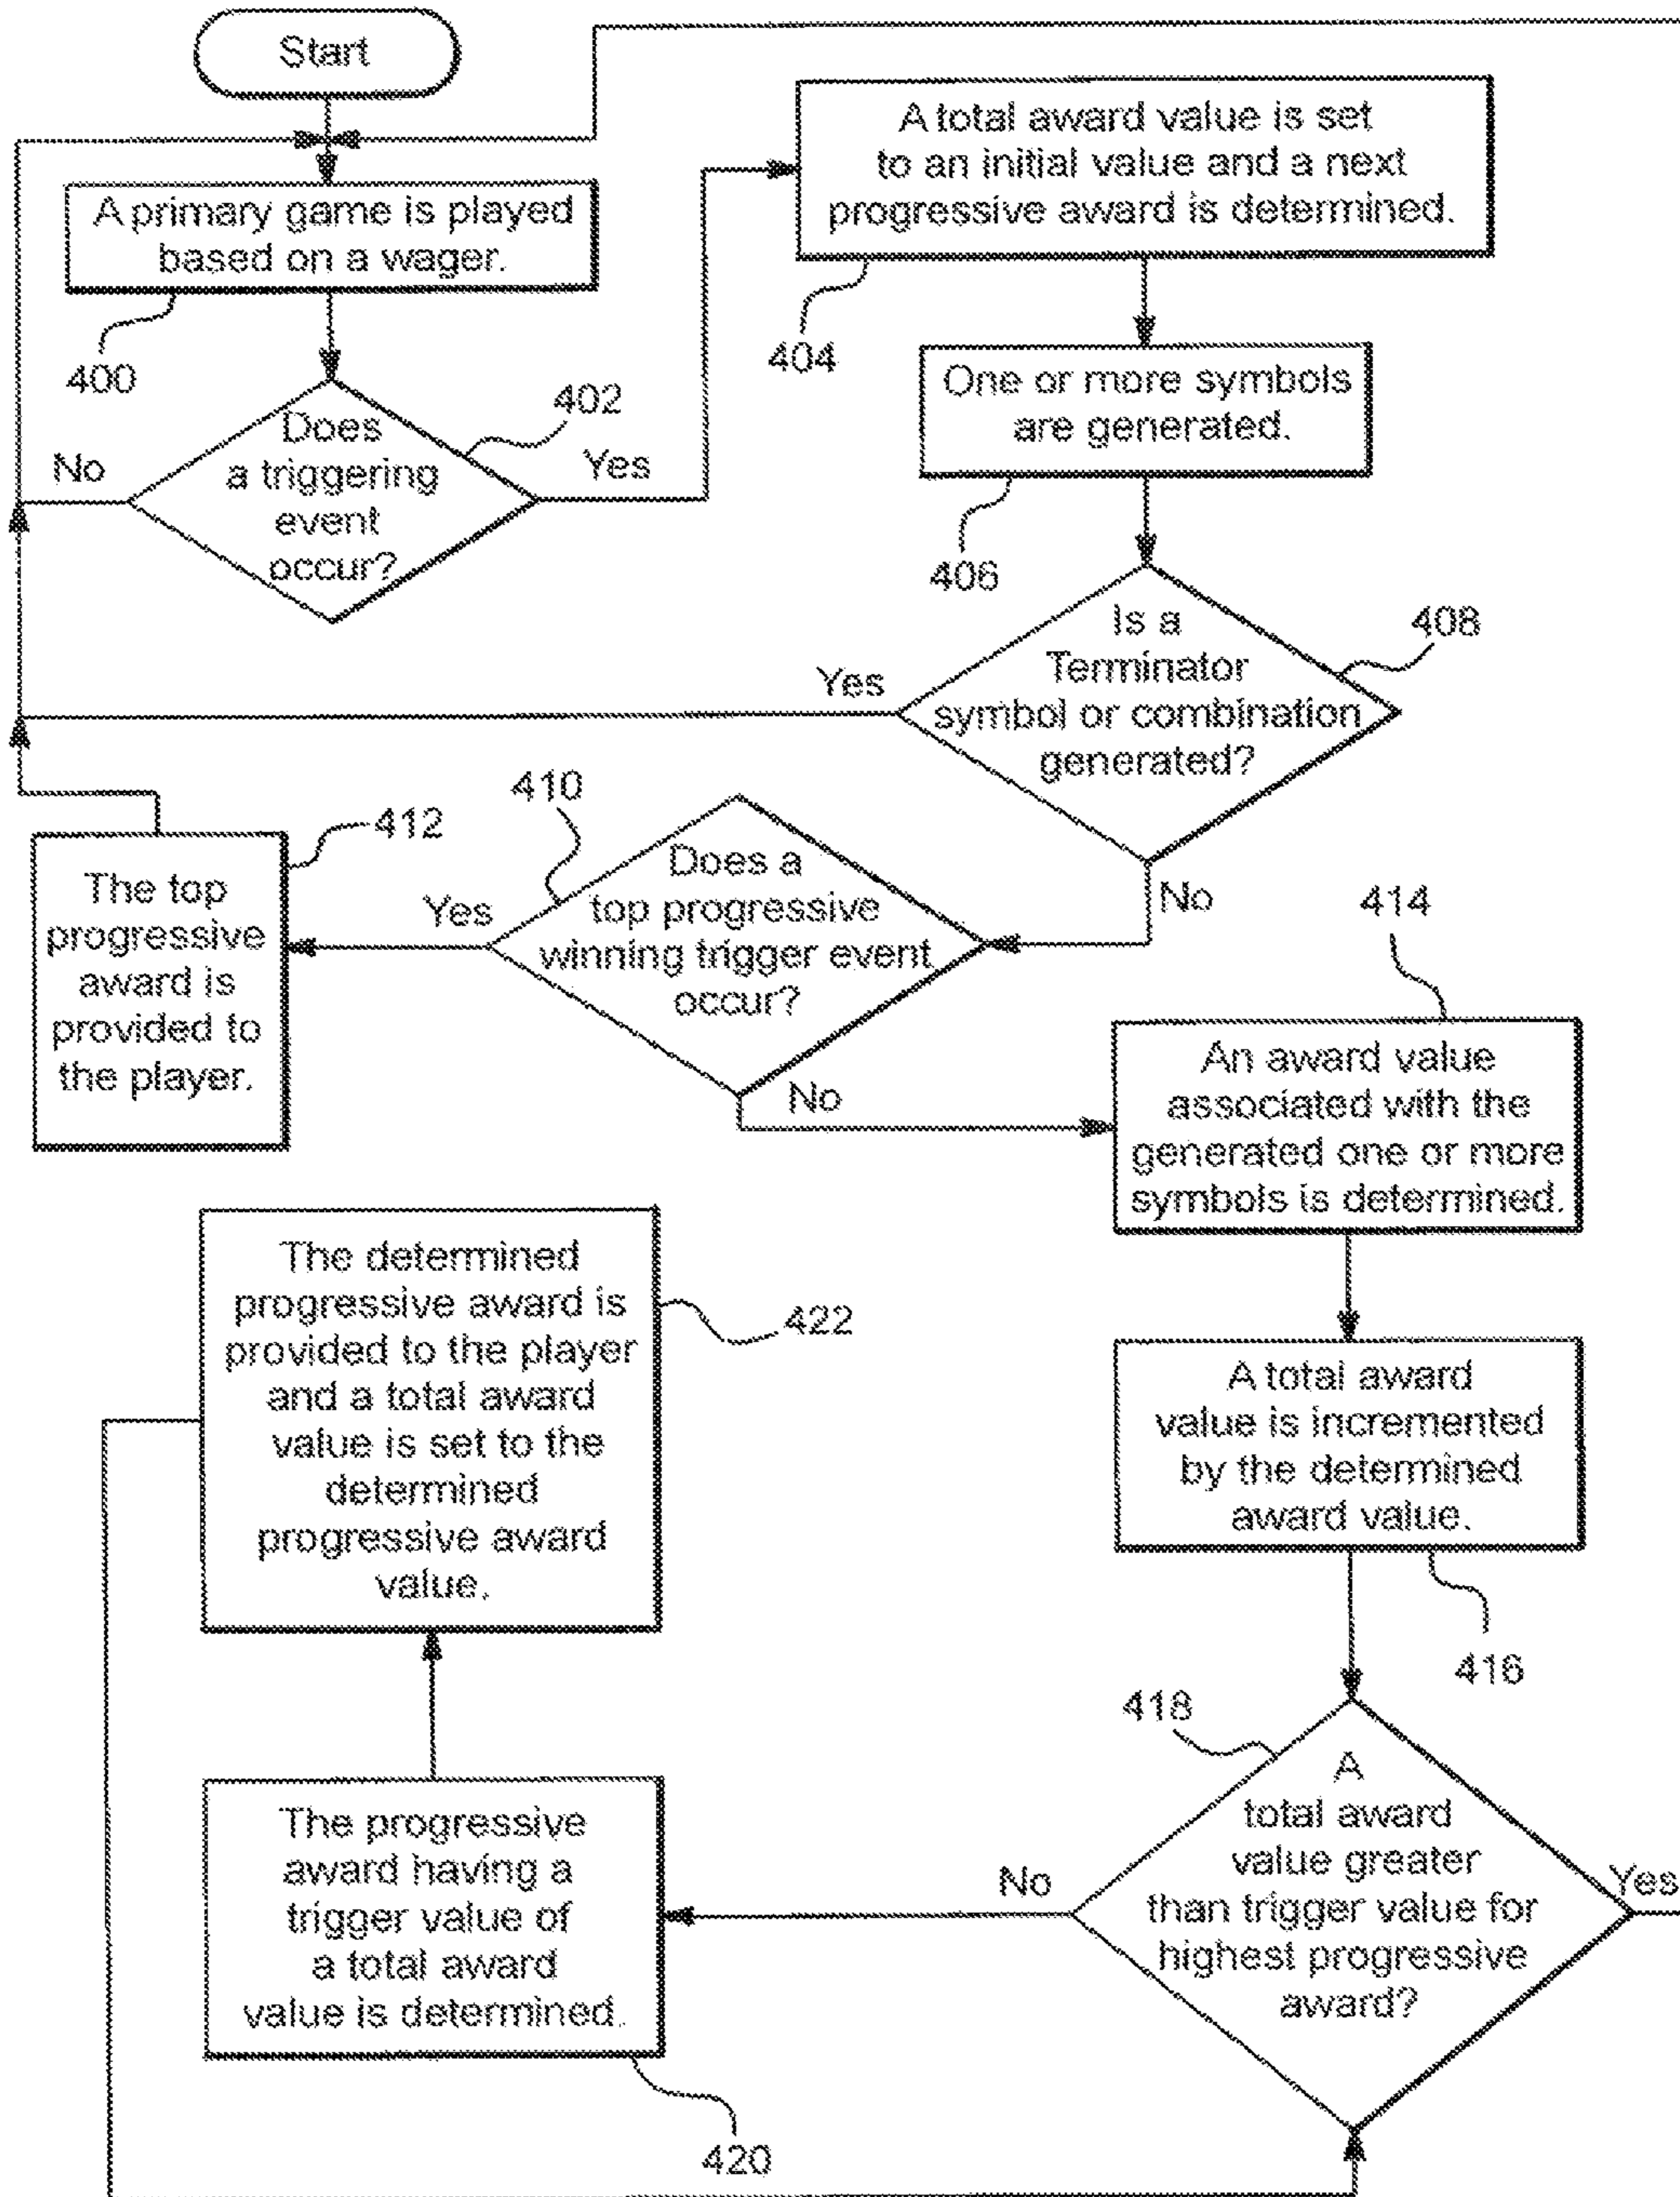 Start
A primary game is played
based on a wager.
400
Does
a triggering
event
occur?
402
No
Yes
A total award value is set
to an initial value and a next
progressive award is determined.
404
One or more symbols
are generated.
406
Is a
Terminator
symbol or combination
generated?
408
Yes
No
Does a
top progressive
winning trigger event
occur?
410
Yes
No
The top
progressive
award is
provided to
the player.
412
An award value
associated with the
generated one or more
symbols is determined.
414
A total award
value is incremented
by the determined
award value.
416
A
total award
value greater
than trigger value for
highest progressive
award?
418
No
Yes
The progressive
award having a
trigger value of
a total award
value is determined.
420
The determined
progressive award is
provided to the player
and a total award
value is set to the
determined
progressive award
value.
422